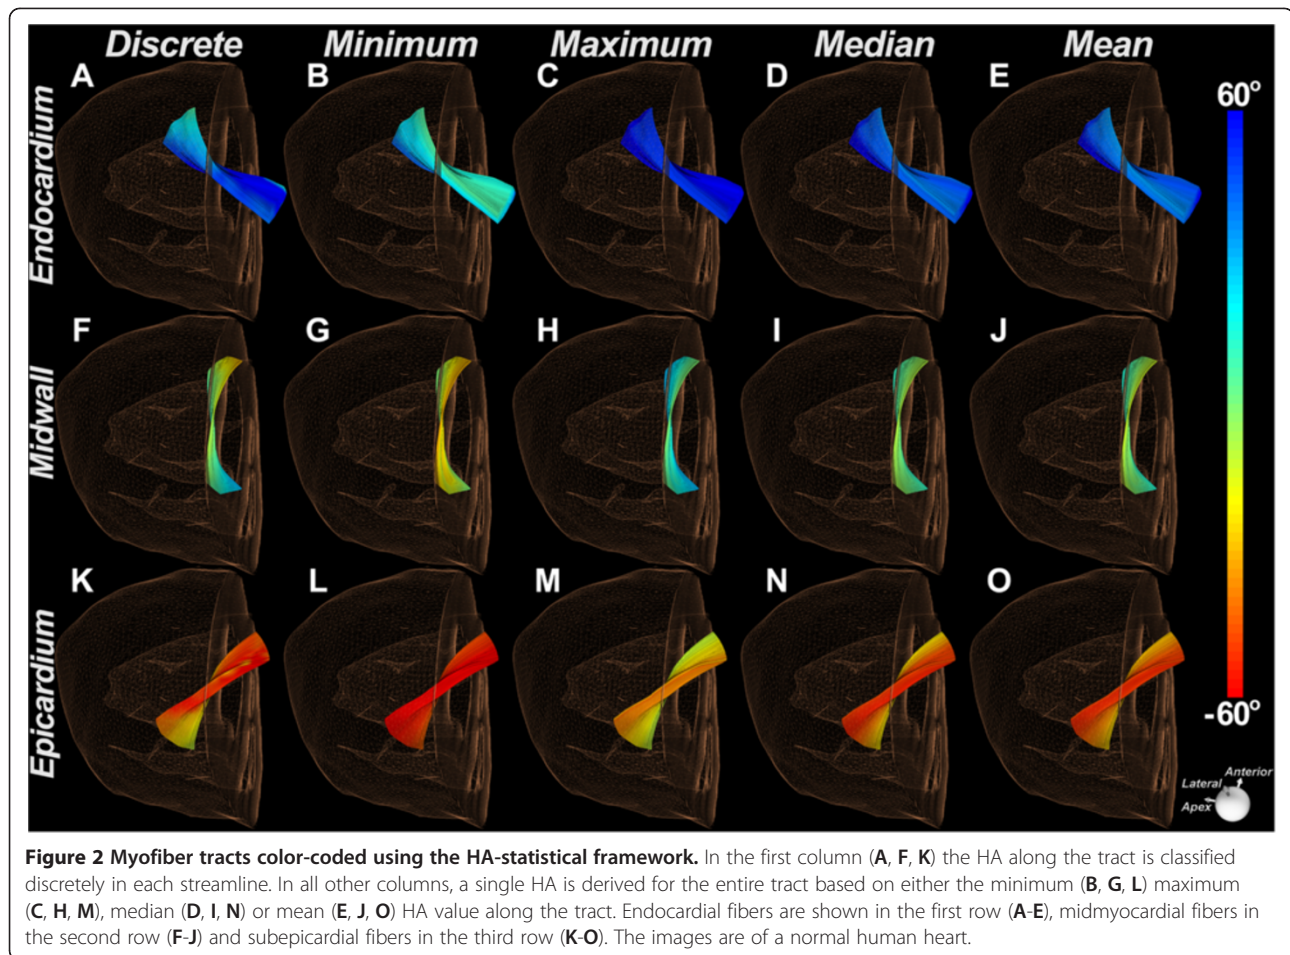 Discrete Minimum Maximum Median Mean
A B C D E
60°
Endocardium
F G H I J
Midwall
K L M N O
Epicardium
-60°
Anterior
Lateral
Apex
Figure 2 Myofiber tracts color-coded using the HA-statistical framework. In the first column (A, F, K) the HA along the tract is classified
discretely in each streamline. In all other columns, a single HA is derived for the entire tract based on either the minimum (B, G, L) maximum
(C, H, M), median (D, I, N) or mean (E, J, O) HA value along the tract. Endocardial fibers are shown in the first row (A-E), midmyocardial fibers in
the second row (F-J) and subepicardial fibers in the third row (K-O). The images are of a normal human heart.